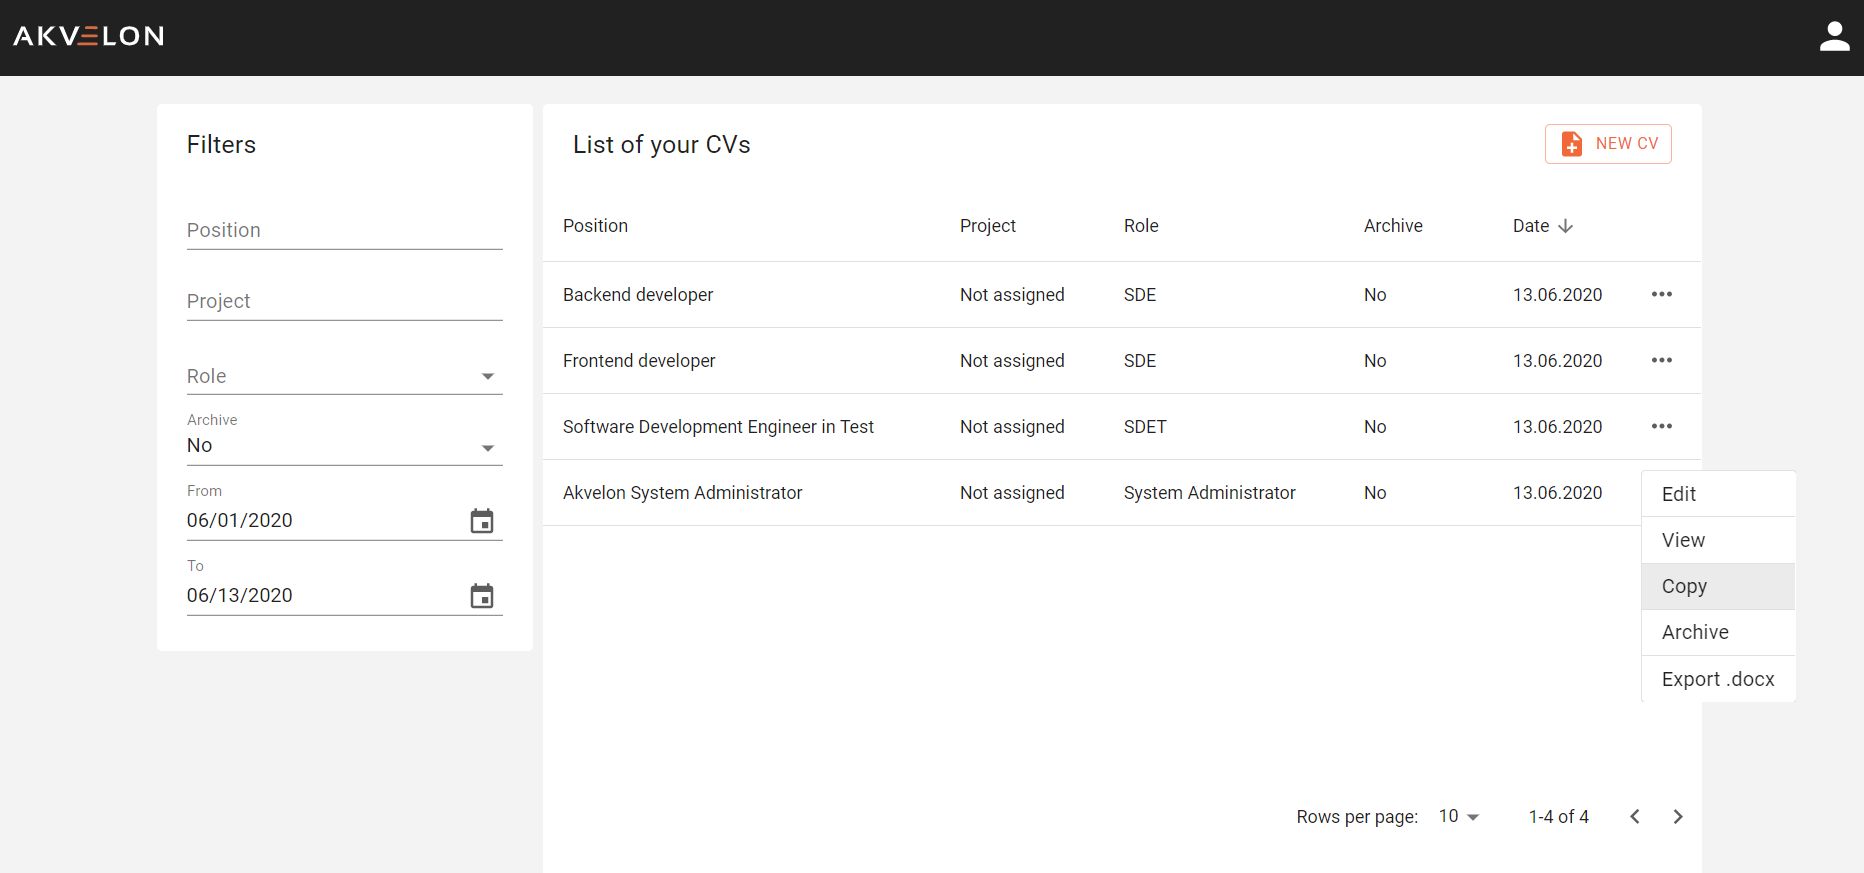 AKVELON
Filters
Position
Project
Role
Archive
No
From
06/01/2020
To
06/13/2020
List of your CVs
NEW CV
Position Project Role Archive Date
Backend developer Not assigned SDE No 13.06.2020
Frontend developer Not assigned SDE No 13.06.2020
Software Development Engineer in Test Not assigned SDET No 13.06.2020
Akvelon System Administrator Not assigned System Administrator No 13.06.2020
Edit
View
Copy
Archive
Export .docx
Rows per page: 10 1-4 of 4